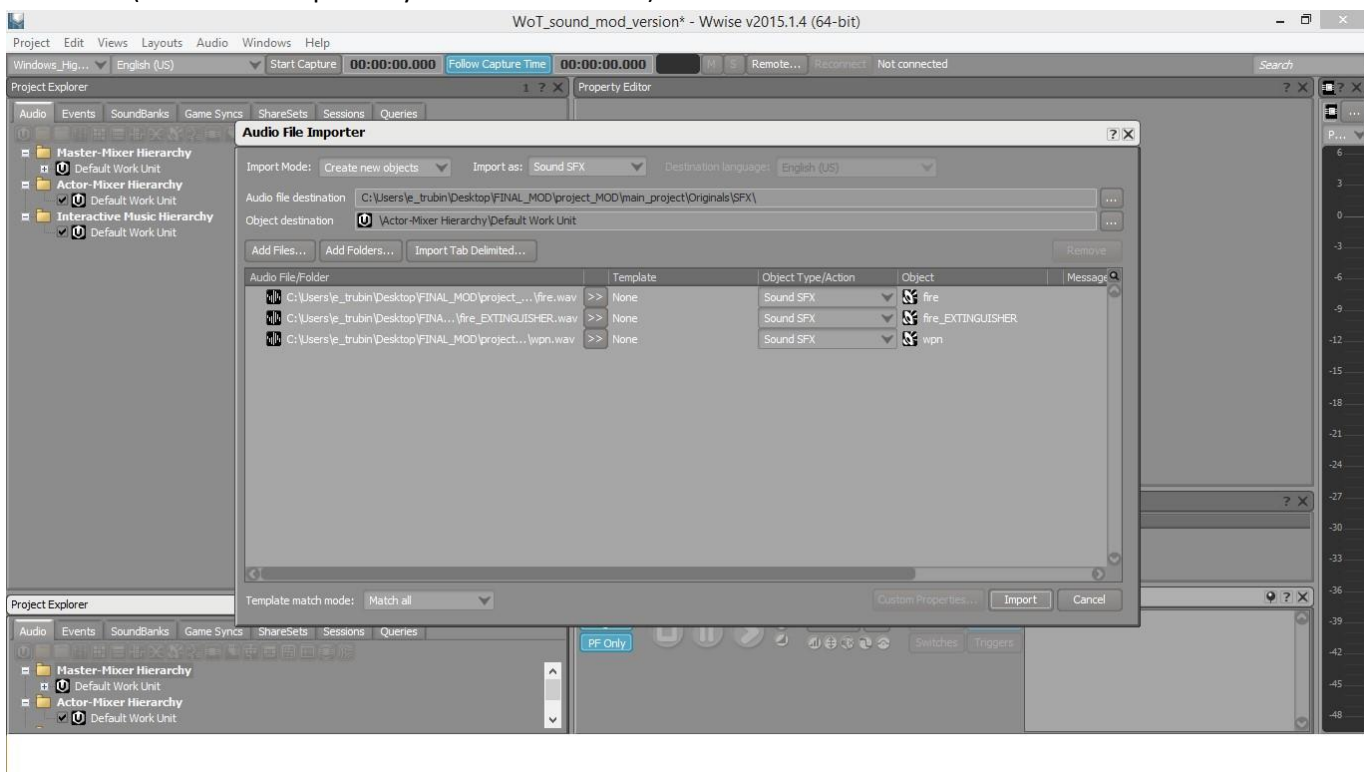 WoT_sound_mod_version* - Wwise v2015.1.4 (64-bit)
Project Edit Views Layouts Audio Windows Help
Windows_Hig... English (US) Start Capture 00:00:00.000 Follow Capture Time 00:00:00.000 M S Remote... Reconnect Not connected Search
Project Explorer 1 ? X Property Editor ? X ? X
Audio Events SoundBanks Game Syncs ShareSets Sessions Queries
Audio File Importer ? X
Master-Mixer Hierarchy
Default Work Unit
Actor-Mixer Hierarchy
Default Work Unit
Interactive Music Hierarchy
Default Work Unit
Import Mode: Create new objects Import as: Sound SFX Destination language: English (US)
Audio file destination C:\Users\e_trubin\Desktop\FINAL_MOD\project_MOD\main_project\Originals\SFX\ ...
Object destination \Actor-Mixer Hierarchy\Default Work Unit ...
Add Files... Add Folders... Import Tab Delimited... Remove
Audio File/Folder Template Object Type/Action Object Message
C:\Users\e_trubin\Desktop\FINAL_MOD\project_...\fire.wav >> None Sound SFX fire
C:\Users\e_trubin\Desktop\FINA...\fire_EXTINGUISHER.wav >> None Sound SFX fire_EXTINGUISHER
C:\Users\e_trubin\Desktop\FINAL_MOD\project...\wpn.wav >> None Sound SFX wpn
Template match mode: Match all Custom Properties... Import Cancel
... 
P...
6
3
0
-3
-6
-9
-12
-15
-18
-21
-24
-27
-30
-33
-36
-39
-42
-45
-48
? X
? X
Project Explorer
Audio Events SoundBanks Game Syncs ShareSets Sessions Queries
Master-Mixer Hierarchy
Default Work Unit
Actor-Mixer Hierarchy
Default Work Unit
PF Only Switches Triggers